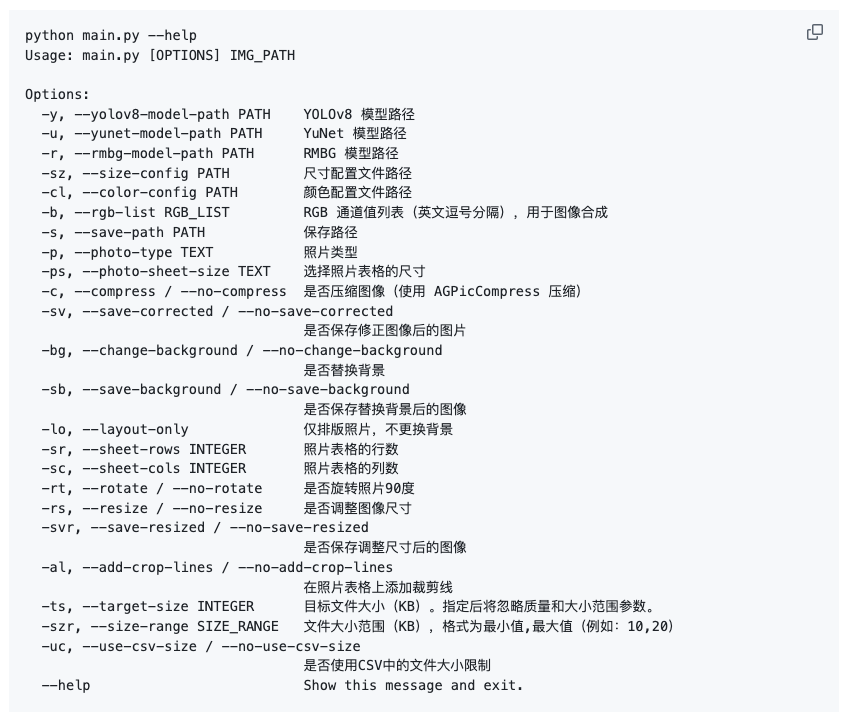 python main.py --help
Usage: main.py [OPTIONS] IMG_PATH
Options:
-y, --yolov8-model-path PATH    YOLOv8 模型路径
-u, --yunet-model-path PATH     YuNet 模型路径
-r, --rmbg-model-path PATH      RMBG 模型路径
-sz, --size-config PATH         尺寸配置文件路径
-cl, --color-config PATH        颜色配置文件路径
-b, --rgb-list RGB_LIST         RGB 通道值列表（英文逗号分隔）, 用于图像合成
-s, --save-path PATH            保存路径
-p, --photo-type TEXT           照片类型
-ps, --photo-sheet-size TEXT    选择照片表格的尺寸
-c, --compress / --no-compress  是否压缩图像（使用 AGPicCompress 压缩）
-sv, --save-corrected / --no-save-corrected
是否保存修正图像后的图片
-bg, --change-background / --no-change-background
是否替换背景
-sb, --save-background / --no-save-background
是否保存替换背景后的图像
-lo, --layout-only              仅排版照片，不更换背景
-sr, --sheet-rows INTEGER       照片表格的行数
-sc, --sheet-cols INTEGER       照片表格的列数
-rt, --rotate / --no-rotate     是否旋转照片90度
-rs, --resize / --no-resize     是否调整图像尺寸
-svr, --save-resized / --no-save-resized
是否保存调整尺寸后的图像
-al, --add-crop-lines / --no-add-crop-lines
在照片表格上添加裁剪线
-ts, --target-size INTEGER      目标文件大小（KB）。指定后将忽略质量和大小范围参数。
-szr, --size-range SIZE_RANGE   文件大小范围（KB）, 格式为最小值,最大值（例如：10,20）
-uc, --use-csv-size / --no-use-csv-size
是否使用CSV中的文件大小限制
--help                          Show this message and exit.